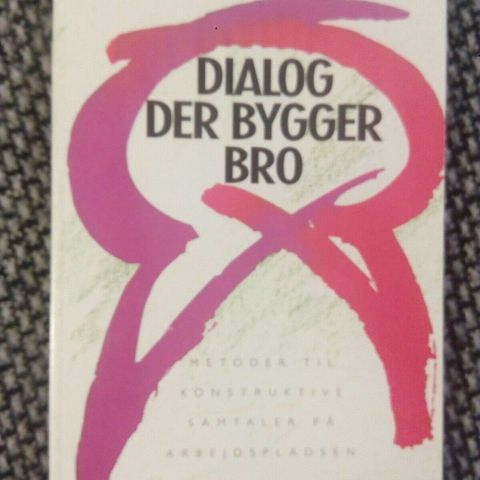 DIALOG
DER BYGGER
BRO
METODER TIL
KONSTRUKTIVE
SAMTALER PÅ
ARBEJDSPLADSEN